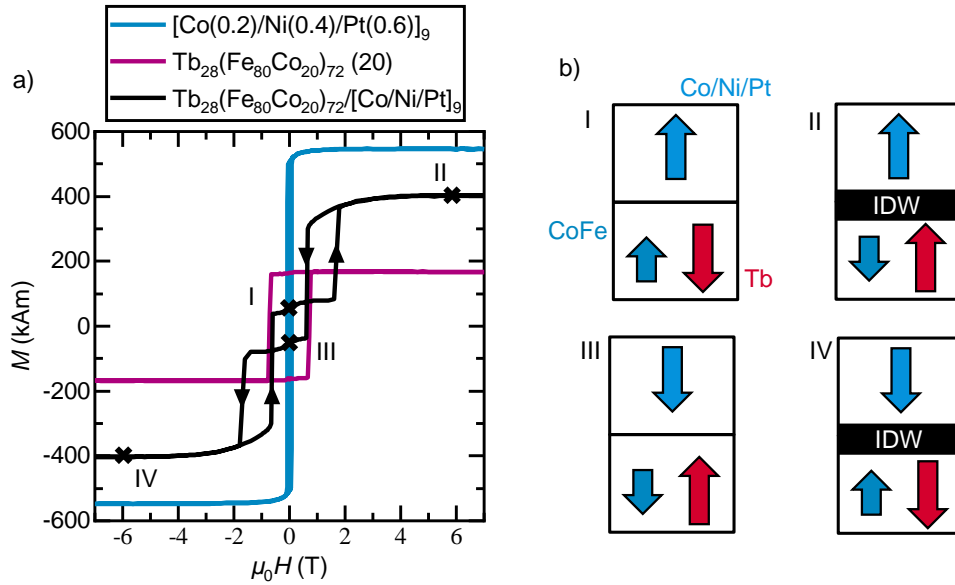 [Co(0.2)/Ni(0.4)/Pt(0.6)]₉
Tb₂₈(Fe₈₀Co₂₀)₇₂ (20)
Tb₂₈(Fe₈₀Co₂₀)₇₂/[Co/Ni/Pt]₉
a)
600
400
200
0
-200
-400
-600
M (kAm)
-6
-4
-2
0
2
4
6
μ₀H (T)
I
II
III
IV
b)
Co/Ni/Pt
I
CoFe
Tb
II
IDW
III
IV
IDW